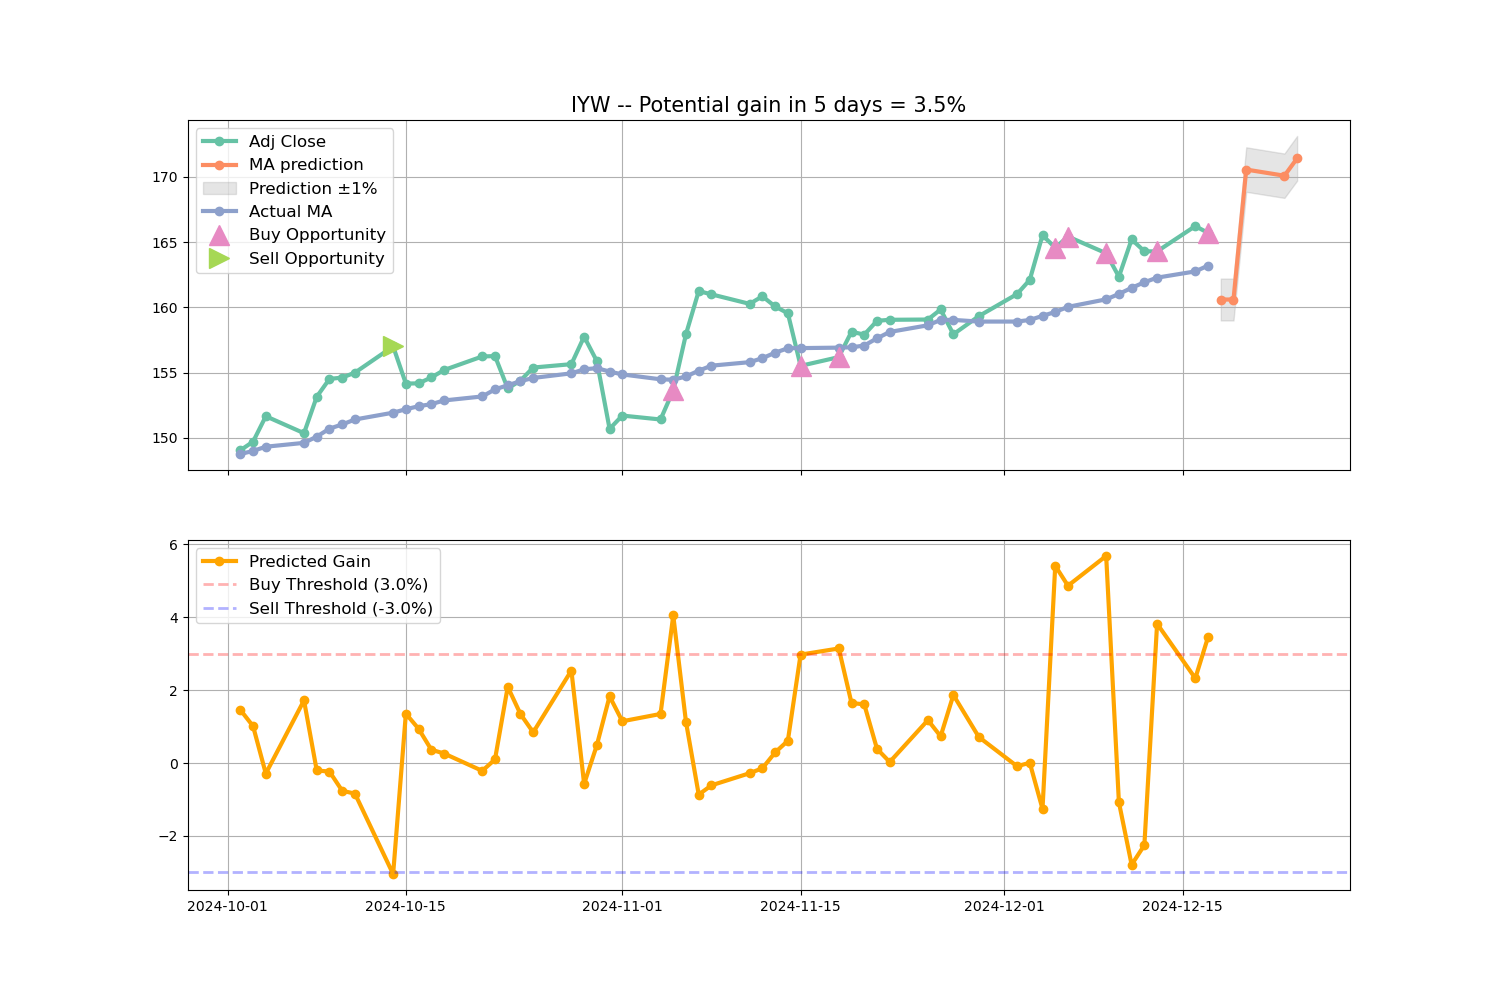 IYW -- Potential gain in 5 days = 3.5%
Adj Close
MA prediction
Prediction ±1%
Actual MA
Buy Opportunity
Sell Opportunity
170
165
160
155
150
Predicted Gain
Buy Threshold (3.0%)
Sell Threshold (-3.0%)
6
4
2
0
−2
2024-10-01
2024-10-15
2024-11-01
2024-11-15
2024-12-01
2024-12-15